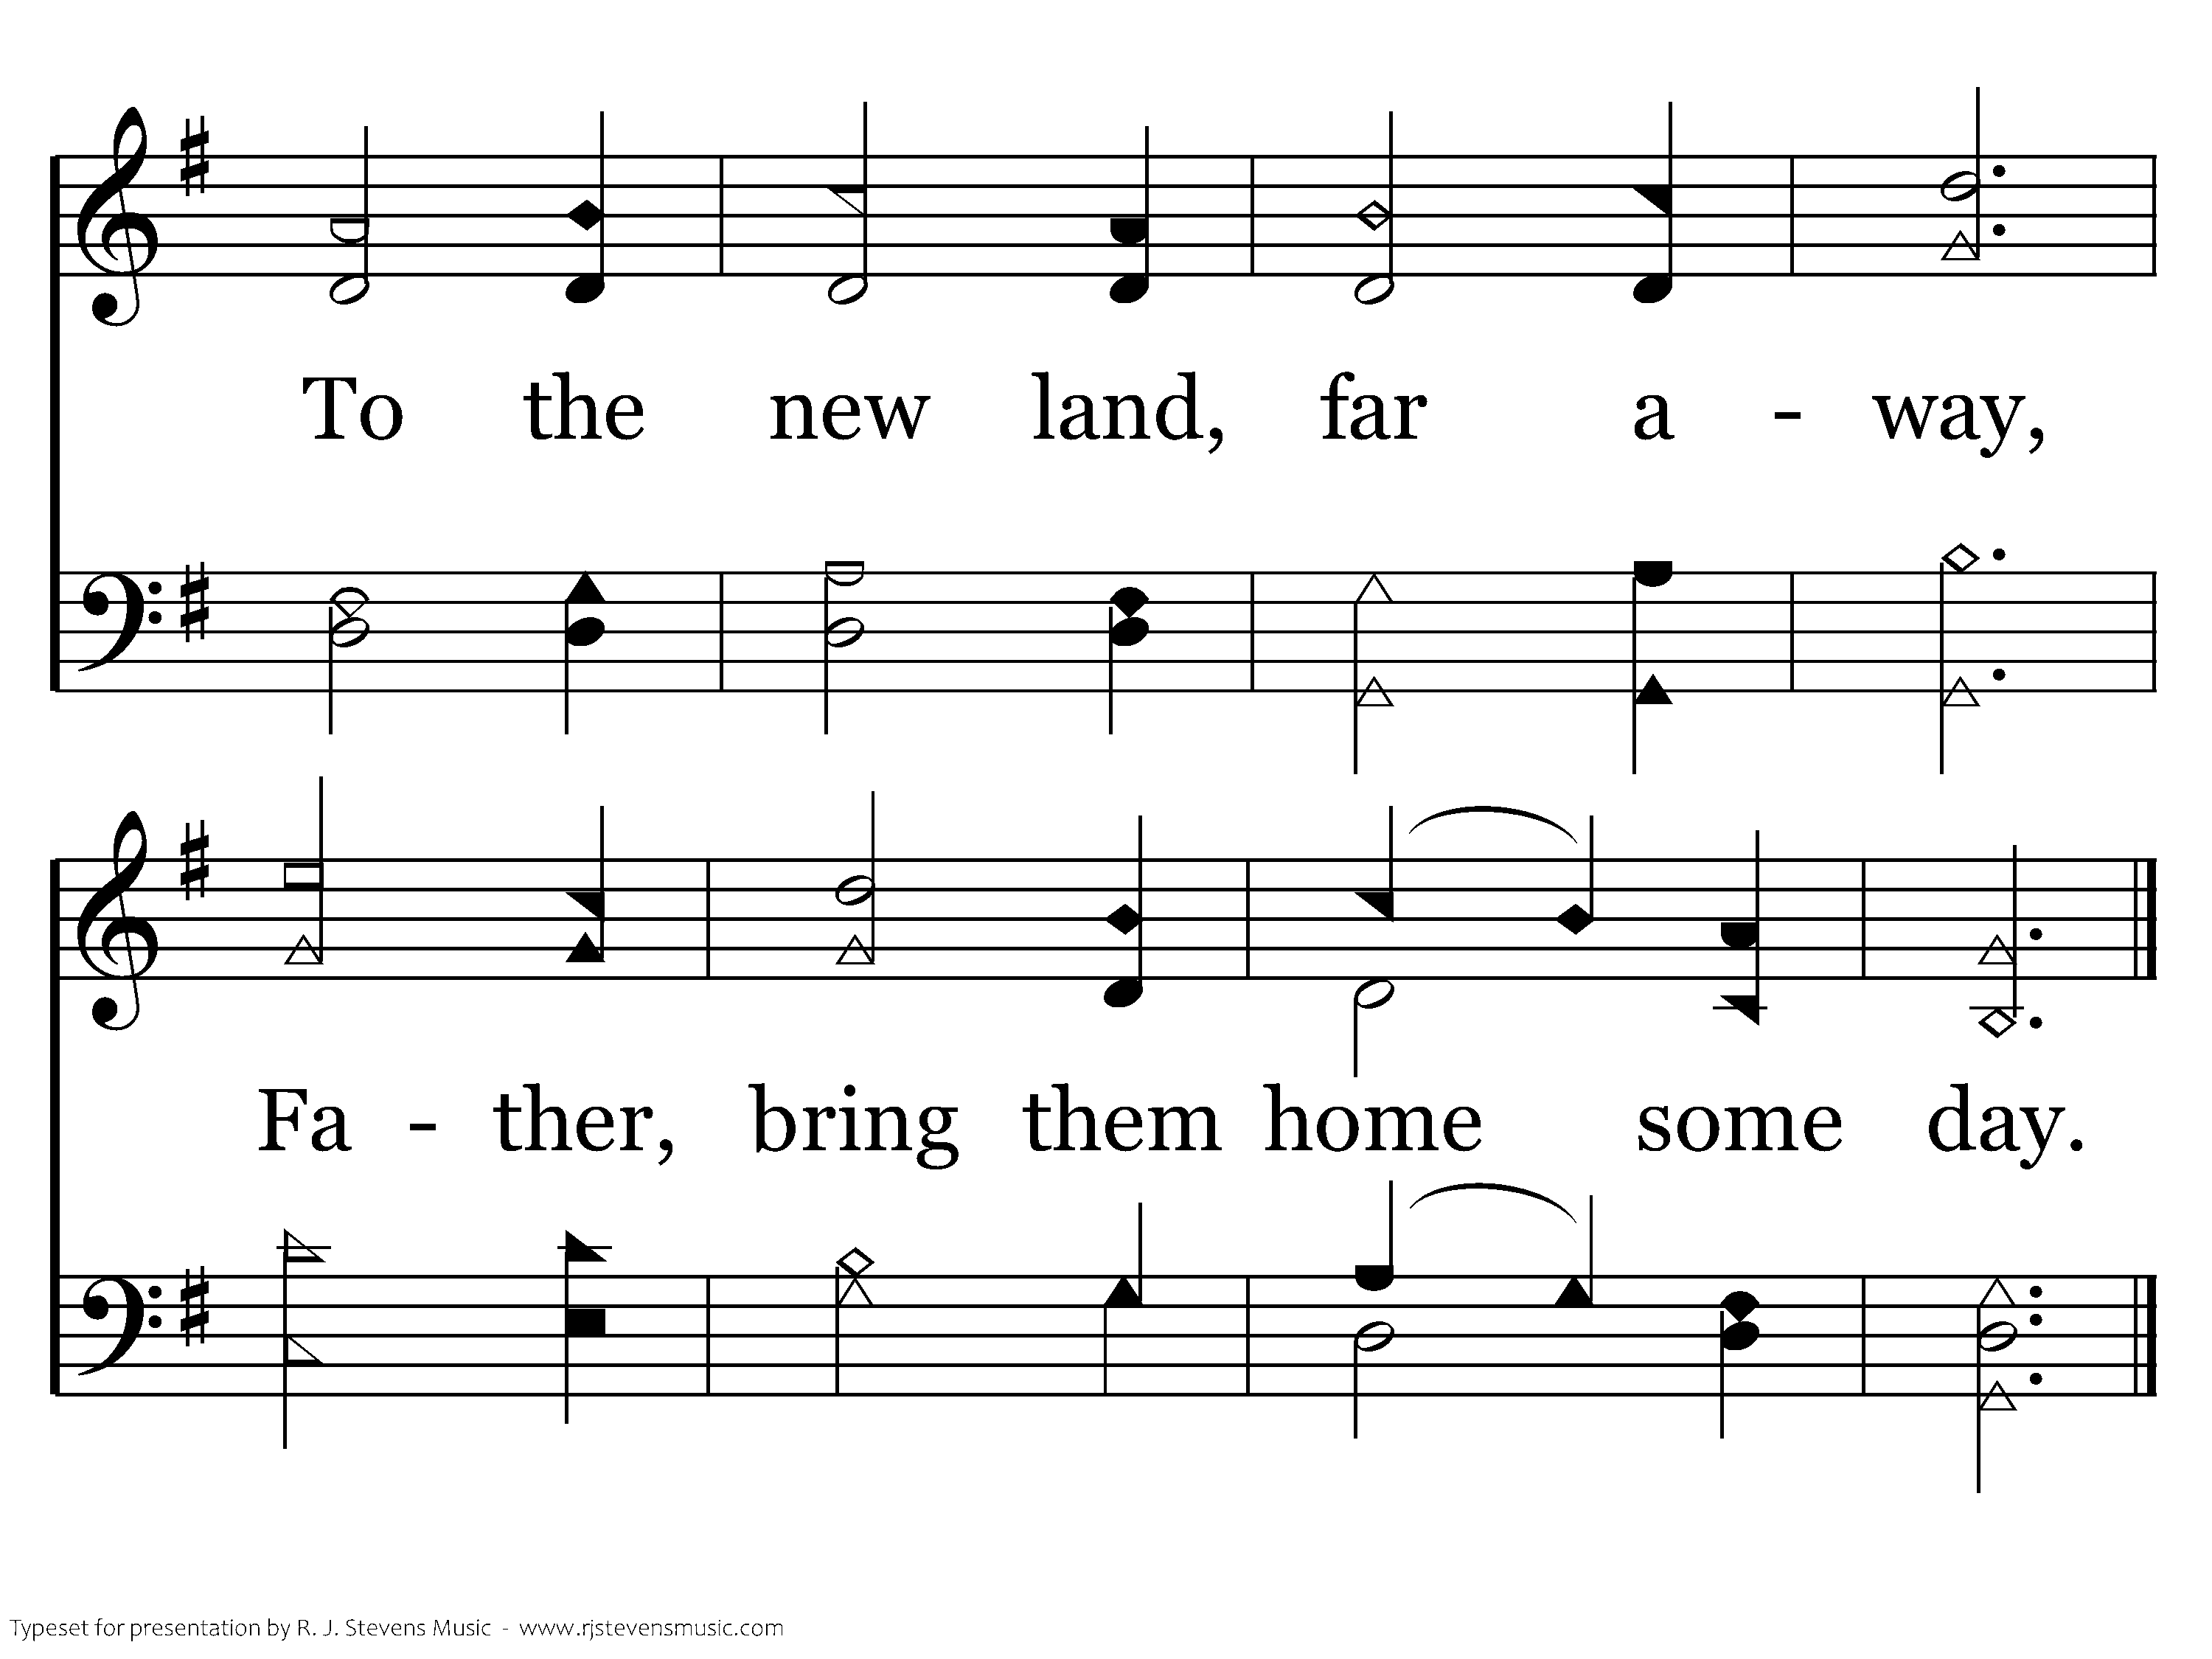 To the new land, far a - way,
Fa - ther, bring them home some day.
Typeset for presentation by R. J. Stevens Music - www.rjstevensmusic.com